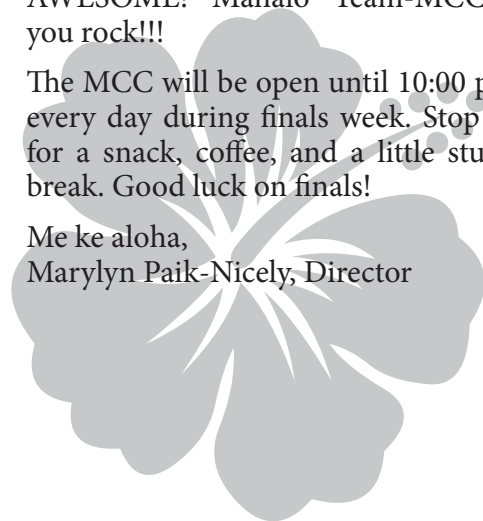 AWESOME! Mahalo Team-MCC
you rock!!!
The MCC will be open until 10:00 p
every day during finals week. Stop
for a snack, coffee, and a little stu
break. Good luck on finals!
Me ke aloha,
Marylyn Paik-Nicely, Director